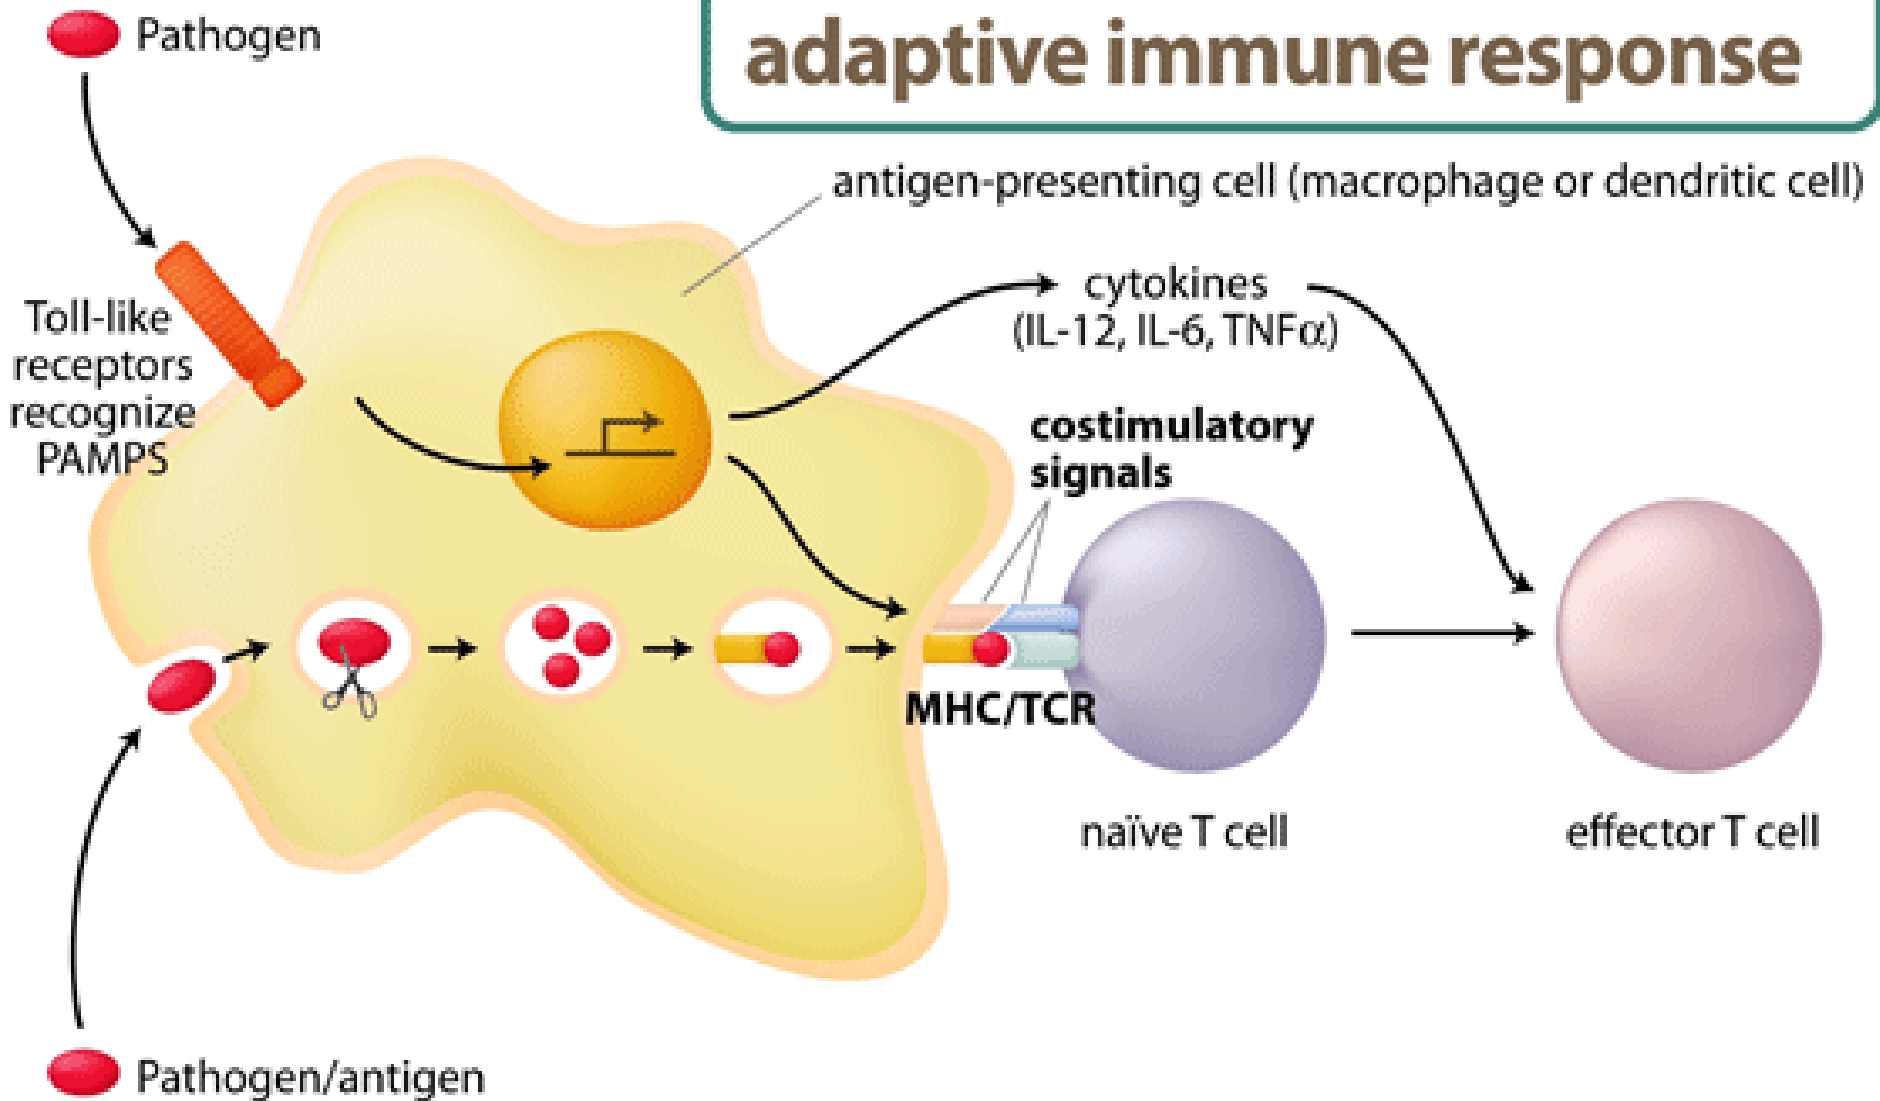 Pathogen
adaptive immune response
antigen-presenting cell (macrophage or dendritic cell)
Toll-like
receptors
recognize
PAMPS
cytokines
(IL-12, IL-6, TNFα)
costimulatory
signals
MHC/TCR
naïve T cell
effector T cell
Pathogen/antigen